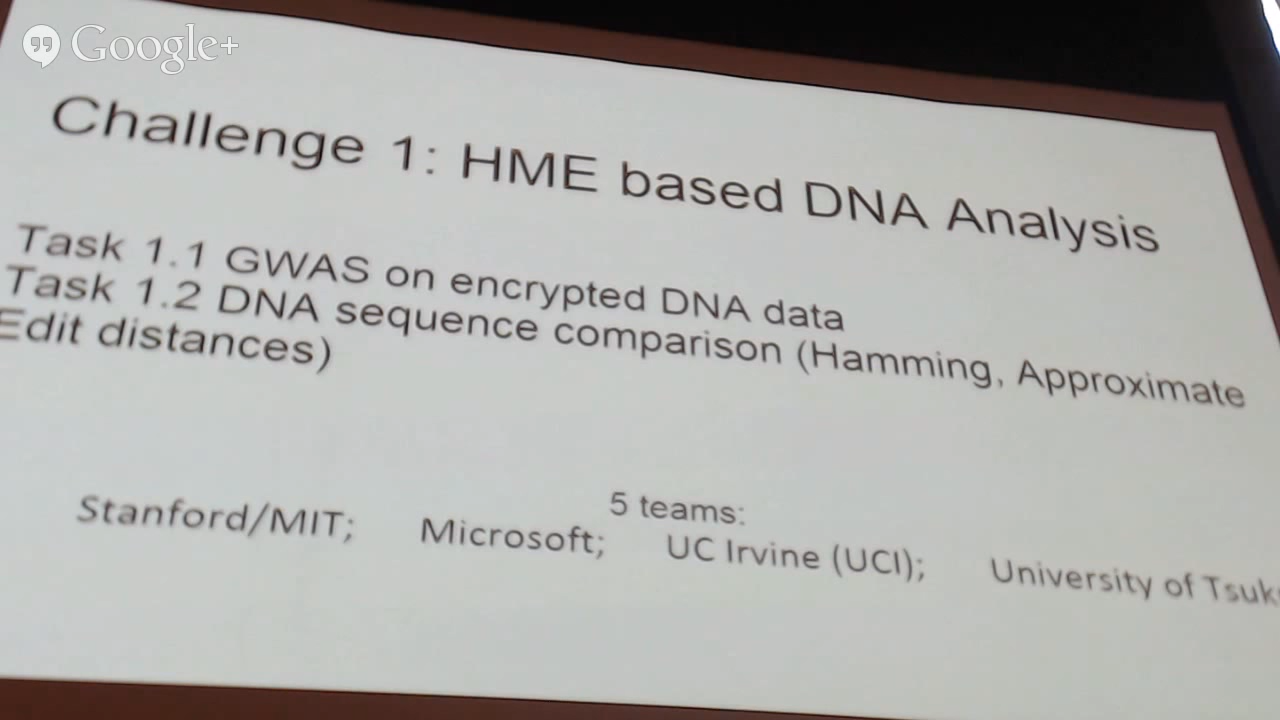 Google+
Challenge 1: HME based DNA Analysis
Task 1.1 GWAS on encrypted DNA data
Task 1.2 DNA sequence comparison (Hamming, Approximate
Edit distances)
5 teams:
Stanford/MIT; Microsoft; UC Irvine (UCI); University of